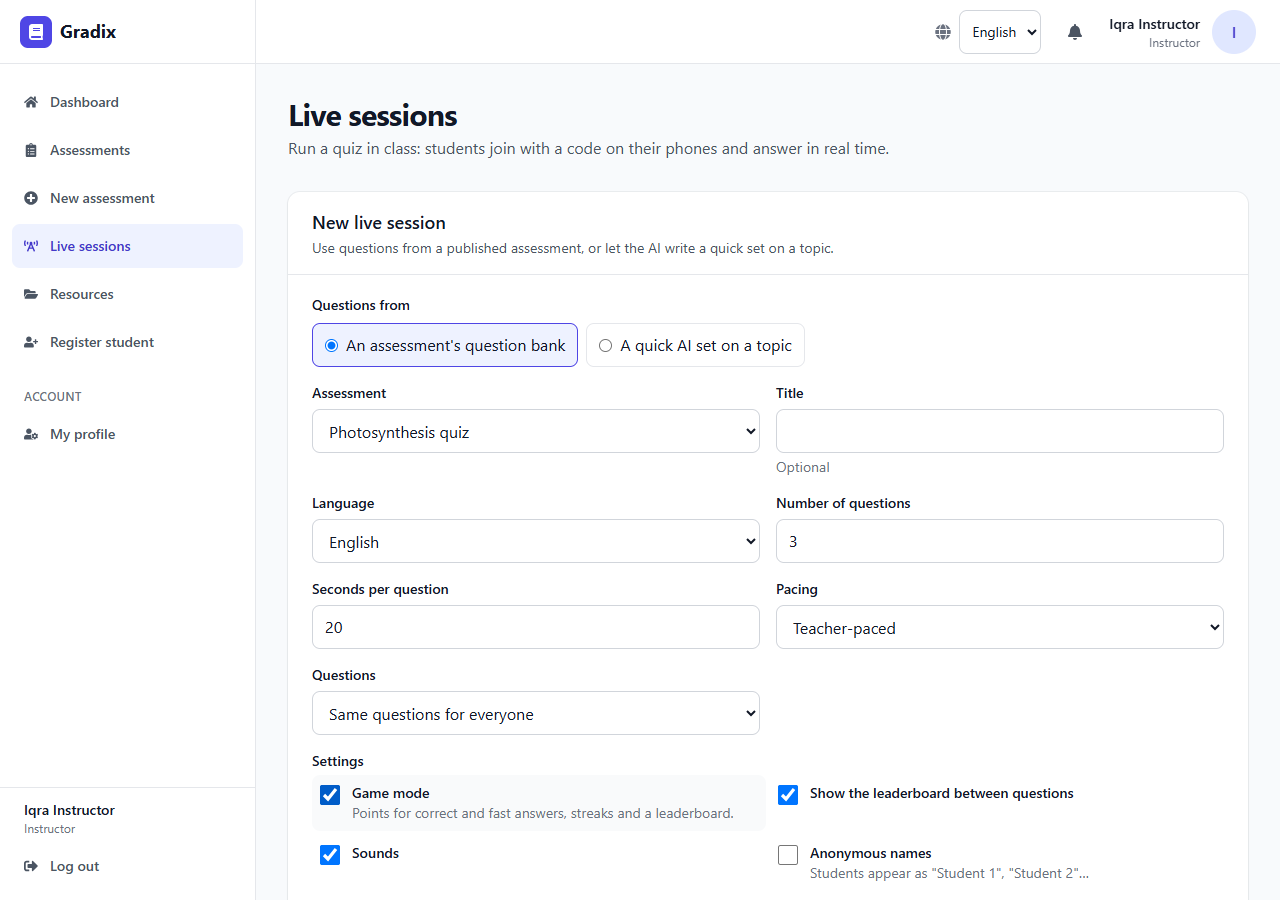 Gradix
English
Iqra Instructor
Instructor
I
Dashboard
Assessments
New assessment
Live sessions
Resources
Register student
ACCOUNT
My profile
Iqra Instructor
Instructor
Log out
Live sessions
Run a quiz in class: students join with a code on their phones and answer in real time.
New live session
Use questions from a published assessment, or let the AI write a quick set on a topic.
Questions from
An assessment's question bank
A quick AI set on a topic
Assessment
Photosynthesis quiz
Title
Optional
Language
English
Number of questions
3
Seconds per question
20
Pacing
Teacher-paced
Questions
Same questions for everyone
Settings
Game mode
Points for correct and fast answers, streaks and a leaderboard.
Show the leaderboard between questions
Sounds
Anonymous names
Students appear as "Student 1", "Student 2"...